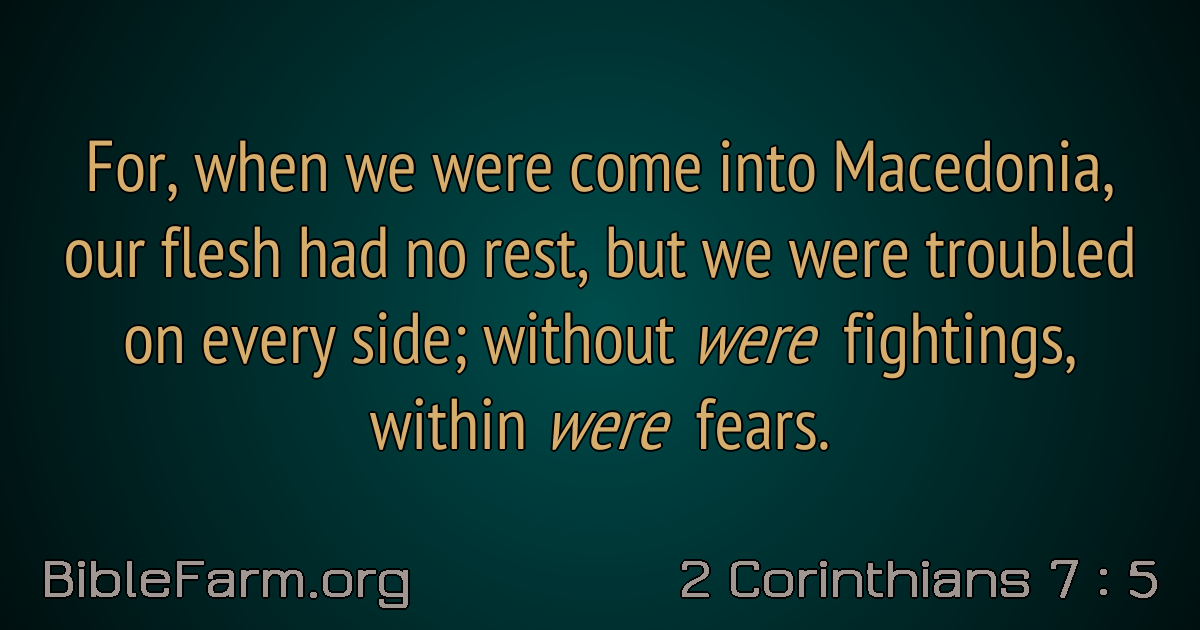 For, when we were come into Macedonia,
our flesh had no rest, but we were troubled
on every side; without were fightings,
within were fears.
BibleFarm.org
2 Corinthians 7 : 5